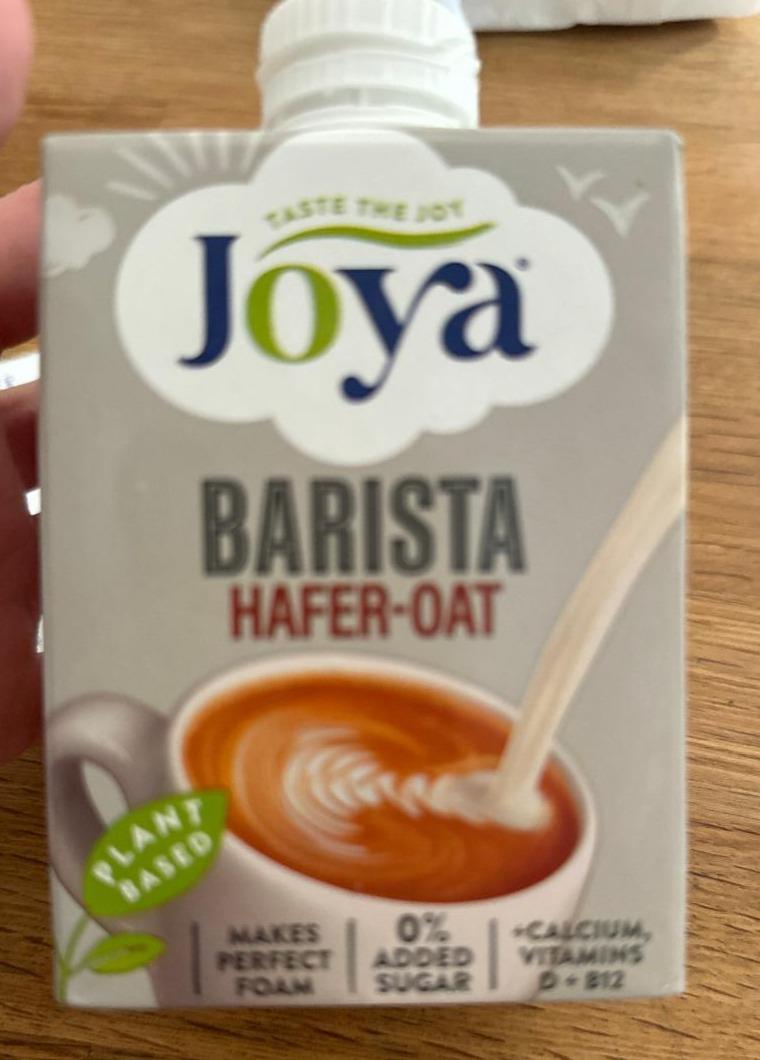 TASTE THE JOY
Joya
BARISTA
HAFER-OAT
PLANT
BASED
MAKES
PERFECT
FOAM
0%
ADDED
SUGAR
+CALCIUM,
VITAMINS
D + B12